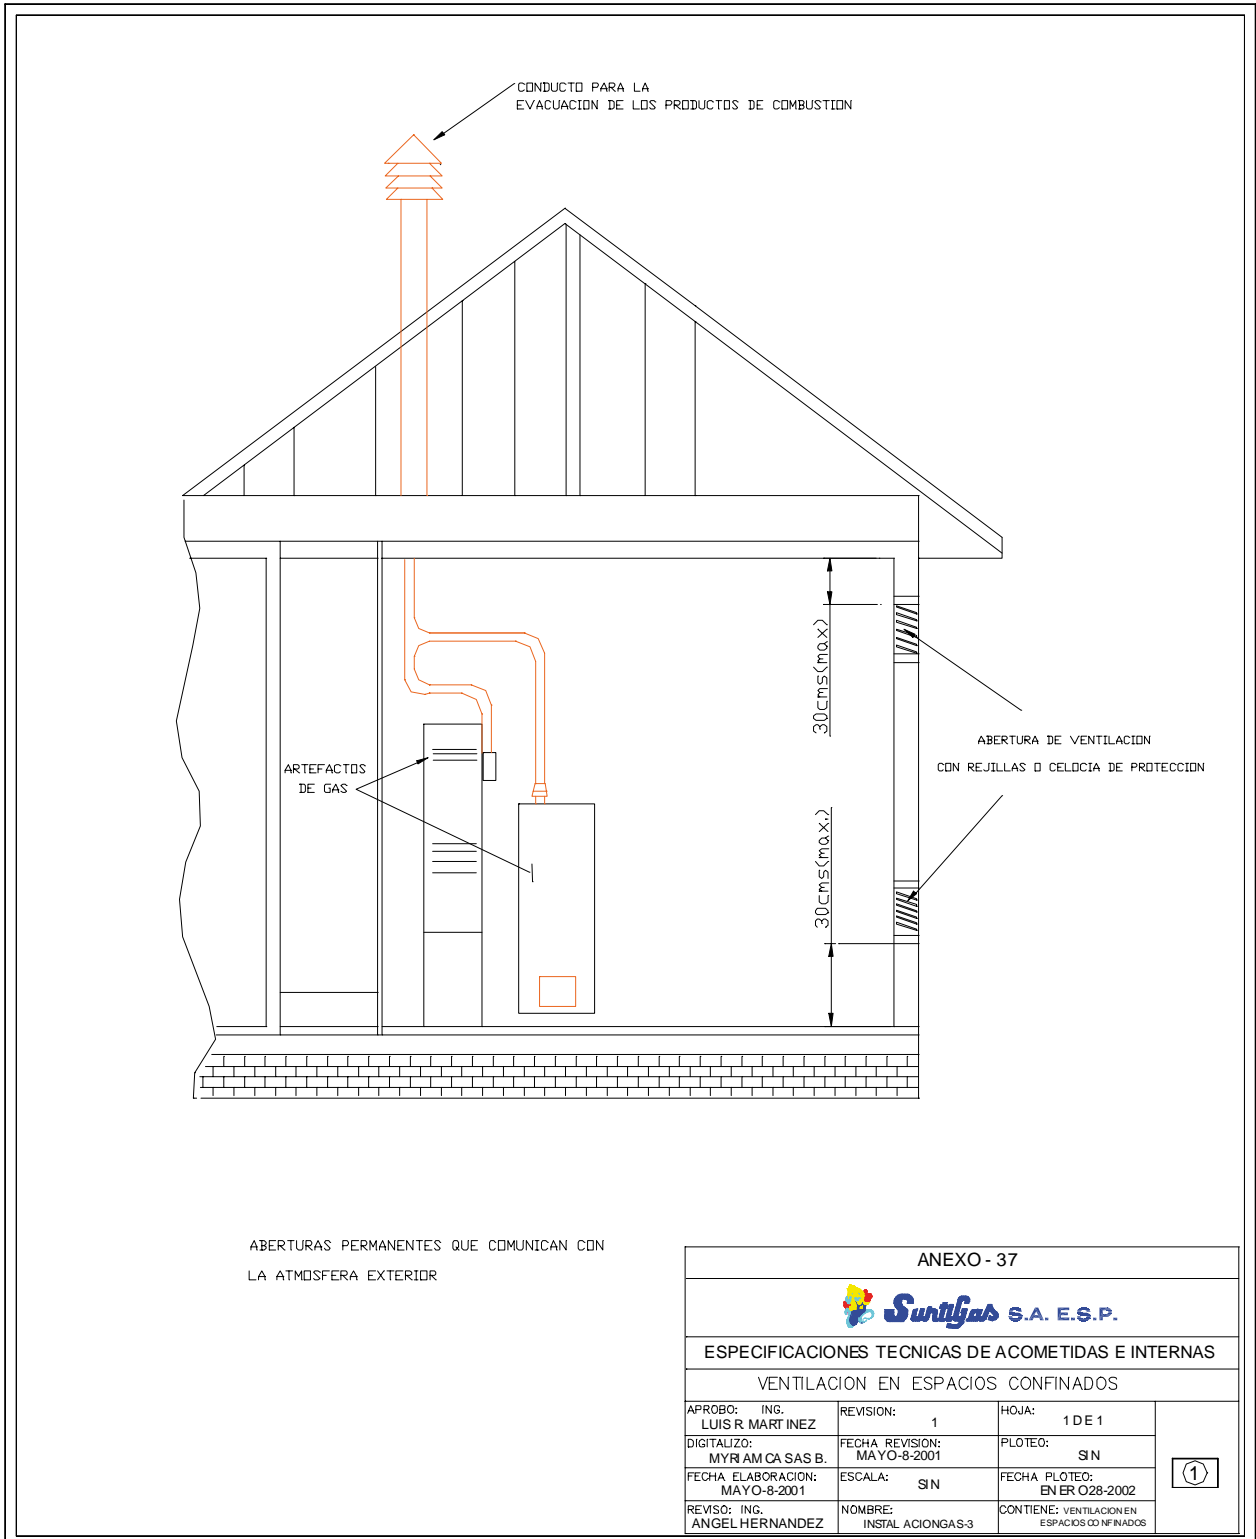 CONDUCTO PARA LA
EVACUACION DE LOS PRODUCTOS DE COMBUSTION
30cms(max)
ABERTURA DE VENTILACION
CON REJILLAS O CELOCIA DE PROTECCION
ARTEFACTOS
DE GAS
30cms(max.)
ABERTURAS PERMANENTES QUE COMUNICAN CON
LA ATMOSFERA EXTERIOR
ANEXO - 37
Surtigas S.A. E.S.P.
ESPECIFICACIONES TECNICAS DE ACOMETIDAS E INTERNAS
VENTILACION EN ESPACIOS CONFINADOS
APROBO: ING.
LUIS R. MARTINEZ
REVISION:
1
HOJA:
1 DE 1
DIGITALIZO:
MYRIAM CASAS B.
FECHA REVISION:
MAYO-8-2001
PLOTEO:
SIN
FECHA ELABORACION:
MAYO-8-2001
ESCALA:
SIN
FECHA PLOTEO:
ENERO28-2002
REVISO: ING.
ANGEL HERNANDEZ
NOMBRE:
INSTALACIONGAS-3
CONTIENE: VENTILACION EN
ESPACIOS CONFINADOS
1